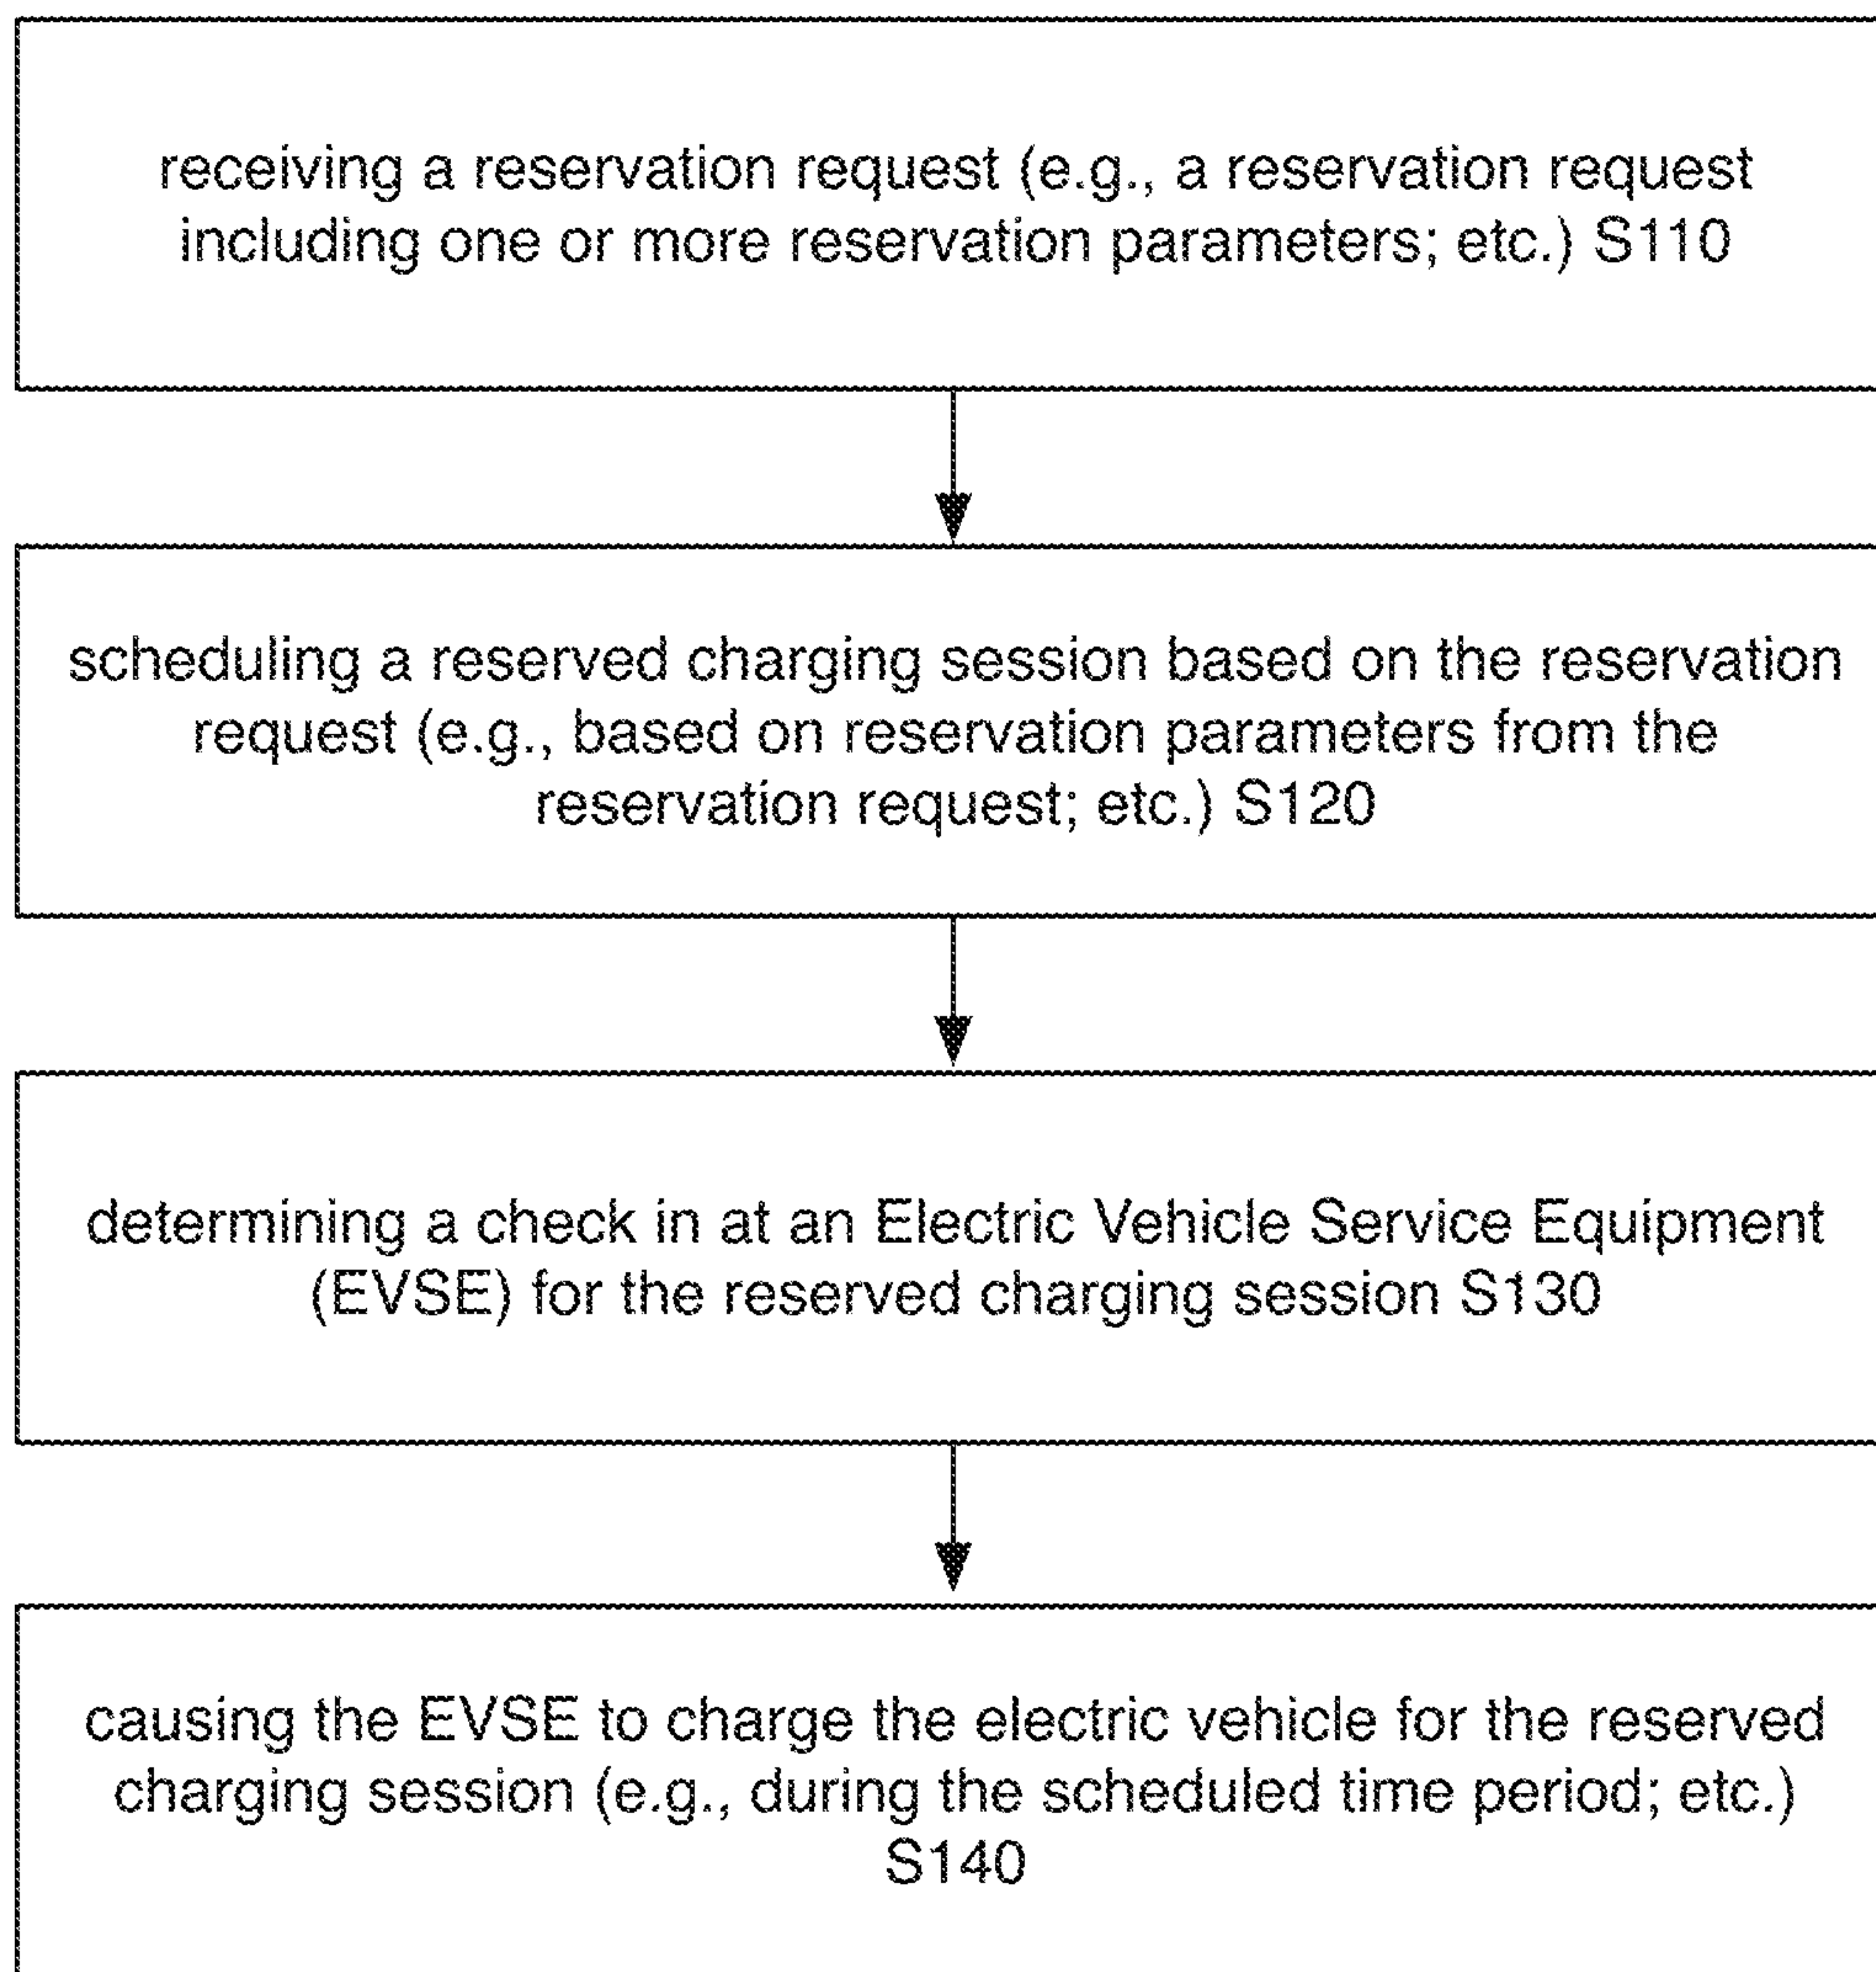 receiving a reservation request (e.g., a reservation request
including one or more reservation parameters; etc.) S110
scheduling a reserved charging session based on the reservation
request (e.g., based on reservation parameters from the
reservation request; etc.) S120
determining a check in at an Electric Vehicle Service Equipment
(EVSE) for the reserved charging session S130
causing the EVSE to charge the electric vehicle for the reserved
charging session (e.g., during the scheduled time period; etc.)
S140